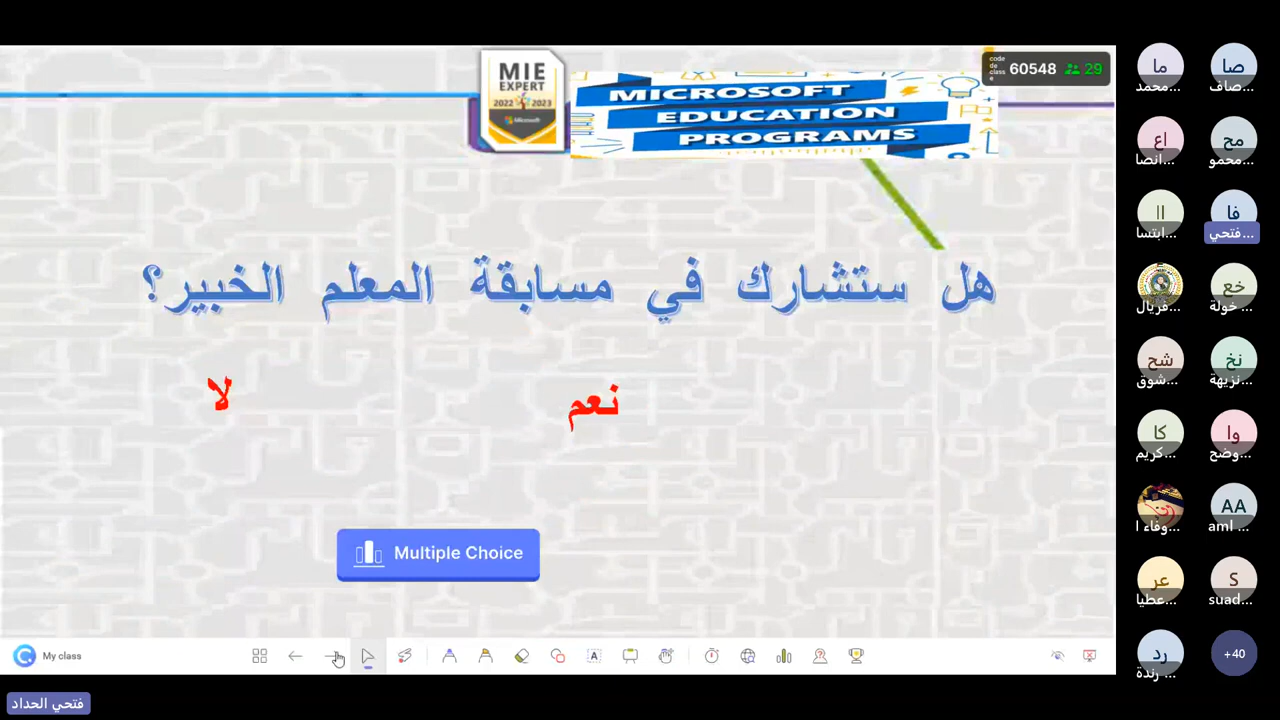 MIE
EXPERT
2022 2023
Microsoft
MICROSOFT
EDUCATION
PROGRAMS
code
de
class
e
60548
29
هل ستشارك في مسابقة المعلم الخبير؟
نعم
لا
Multiple Choice
My class
فتحي الحداد
ما
محمد...
صا
صاف...
اع
انصا...
مح
محمو...
اا
ابتسا...
فا
فتحي...
فريال...
خع
خولة...
شح
شوق...
نخ
نزيهة...
كا
كريم...
وا
وضح...
وفاء ا...
AA
aml ...
عر
عطيا...
S
suad...
رد
رندة ...
+40